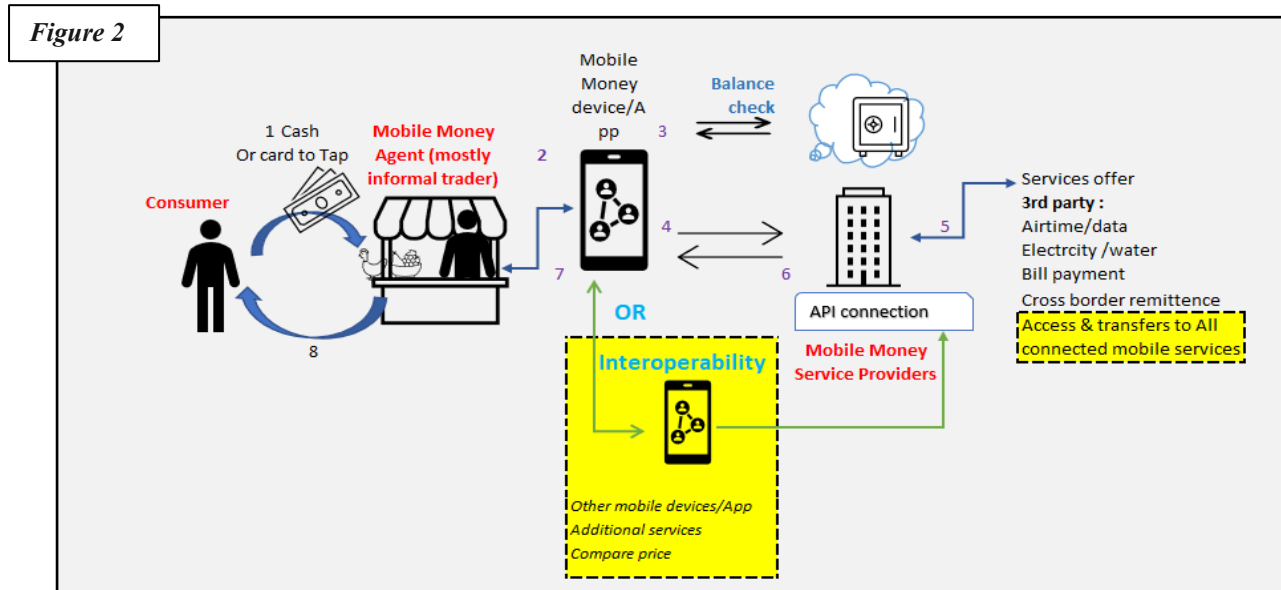 Figure 2
Mobile
Money
device/A
pp
Balance
check
3
1 Cash
Or card to Tap
Mobile Money
Agent (mostly
informal trader)
2
Consumer
Services offer
3rd party :
Airtime/data
Electrcity /water
Bill payment
Cross border remittence
Access & transfers to All
connected mobile services
4
5
7
6
8
OR
API connection
Mobile Money
Service Providers
Interoperability
Other mobile devices/App
Additional services
Compare price